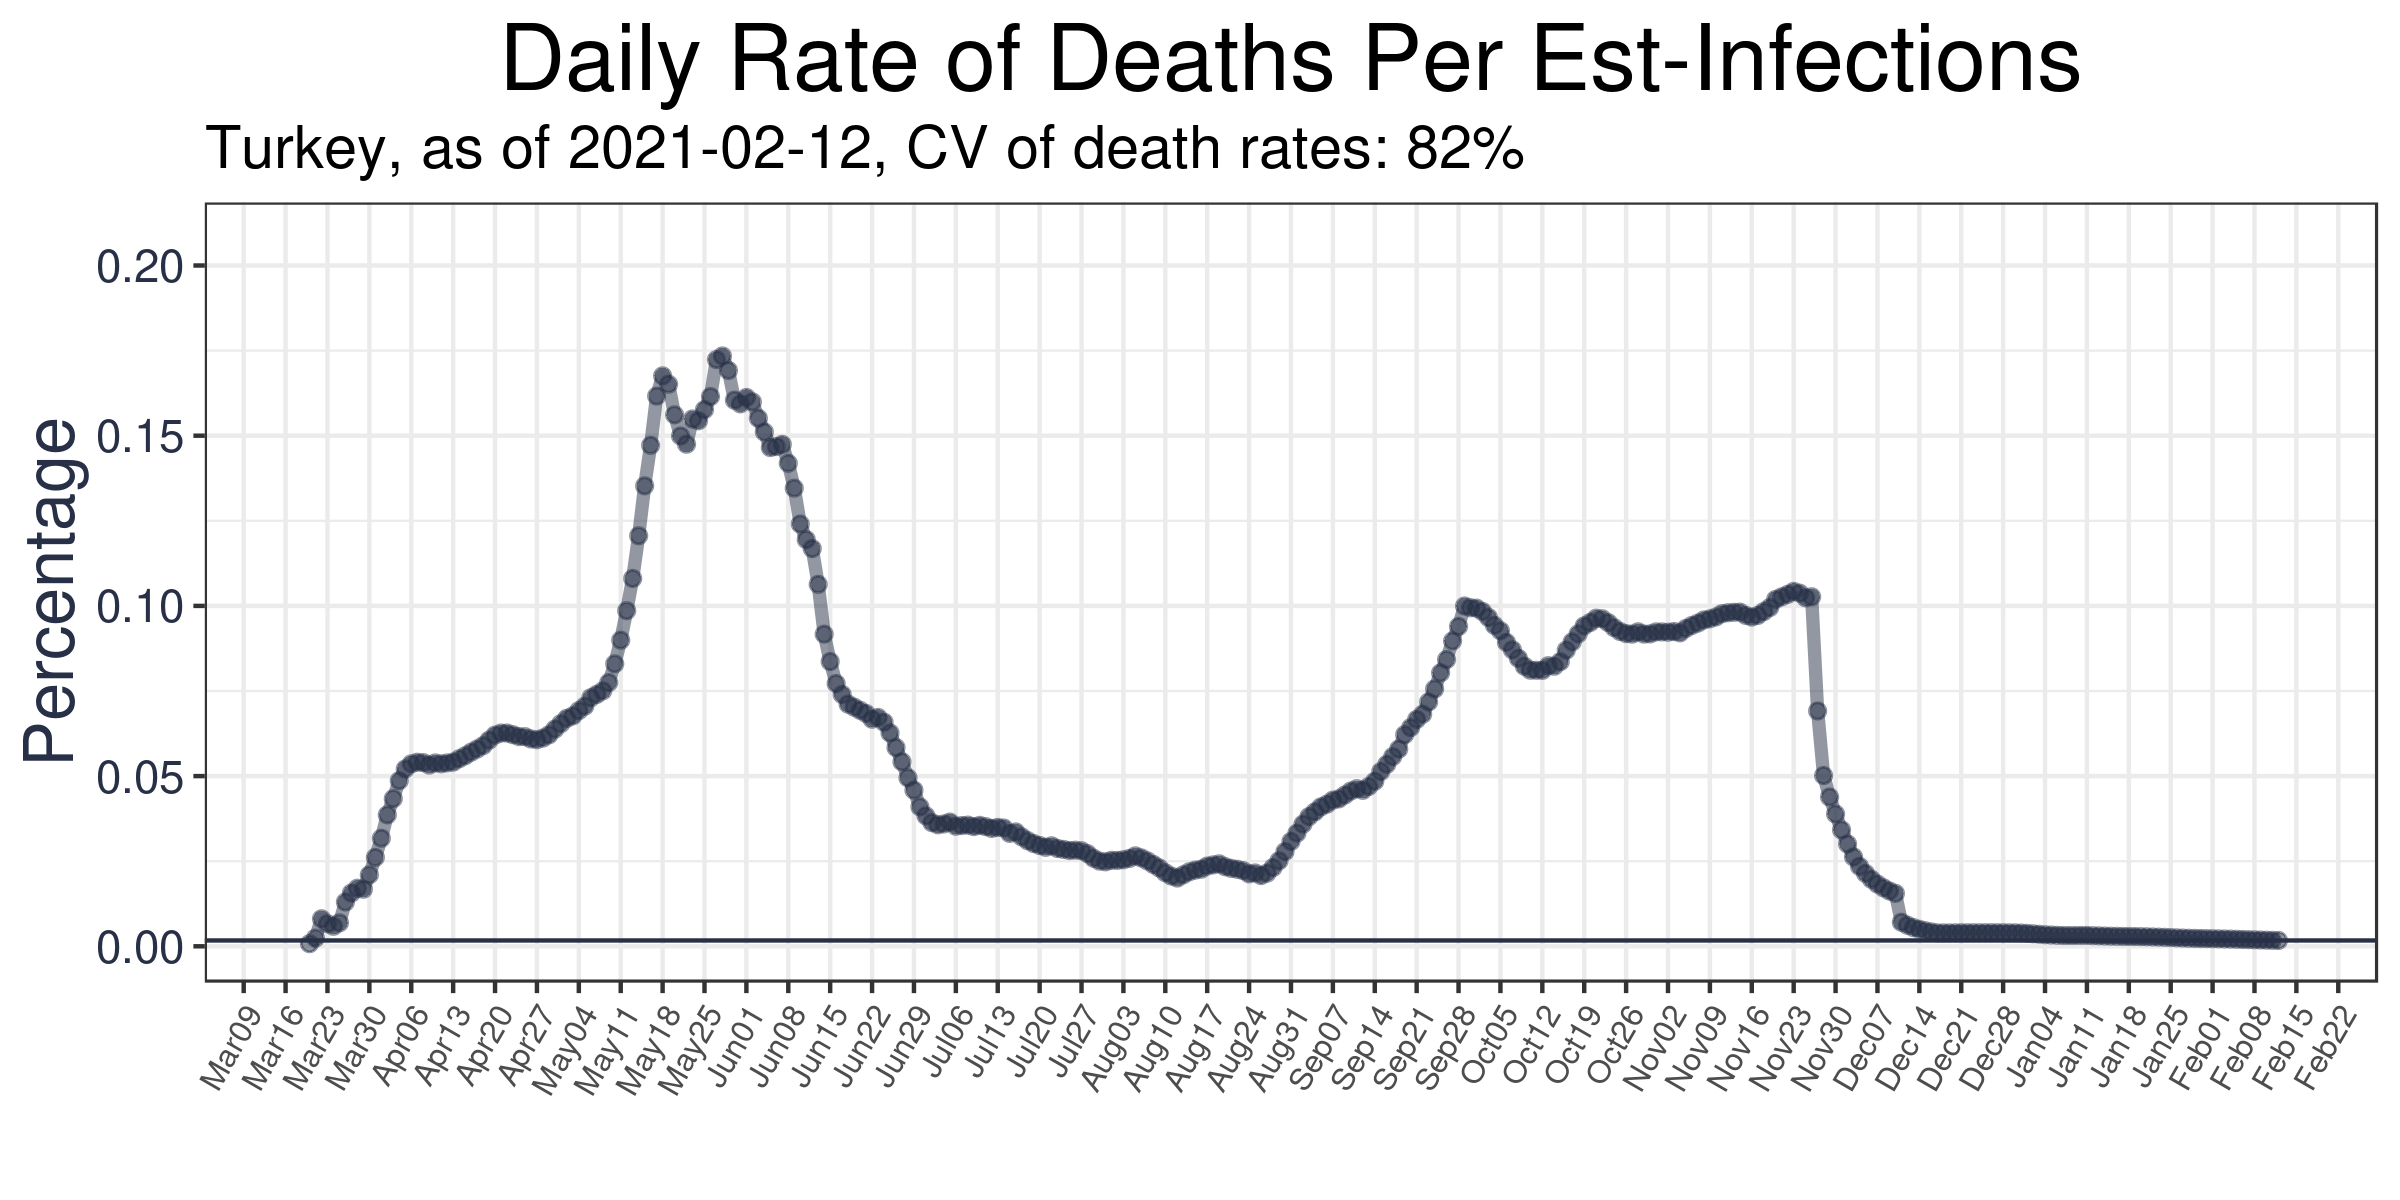 Daily Rate of Deaths Per Est-Infections
Turkey, as of 2021-02-12, CV of death rates: 82%
Percentage
0.20
0.15
0.10
0.05
0.00
Mar09
Mar16
Mar23
Mar30
Apr06
Apr13
Apr20
Apr27
May04
May11
May18
May25
Jun01
Jun08
Jun15
Jun22
Jun29
Jul06
Jul13
Jul20
Jul27
Aug03
Aug10
Aug17
Aug24
Aug31
Sep07
Sep14
Sep21
Sep28
Oct05
Oct12
Oct19
Oct26
Nov02
Nov09
Nov16
Nov23
Nov30
Dec07
Dec14
Dec21
Dec28
Jan04
Jan11
Jan18
Jan25
Feb01
Feb08
Feb15
Feb22